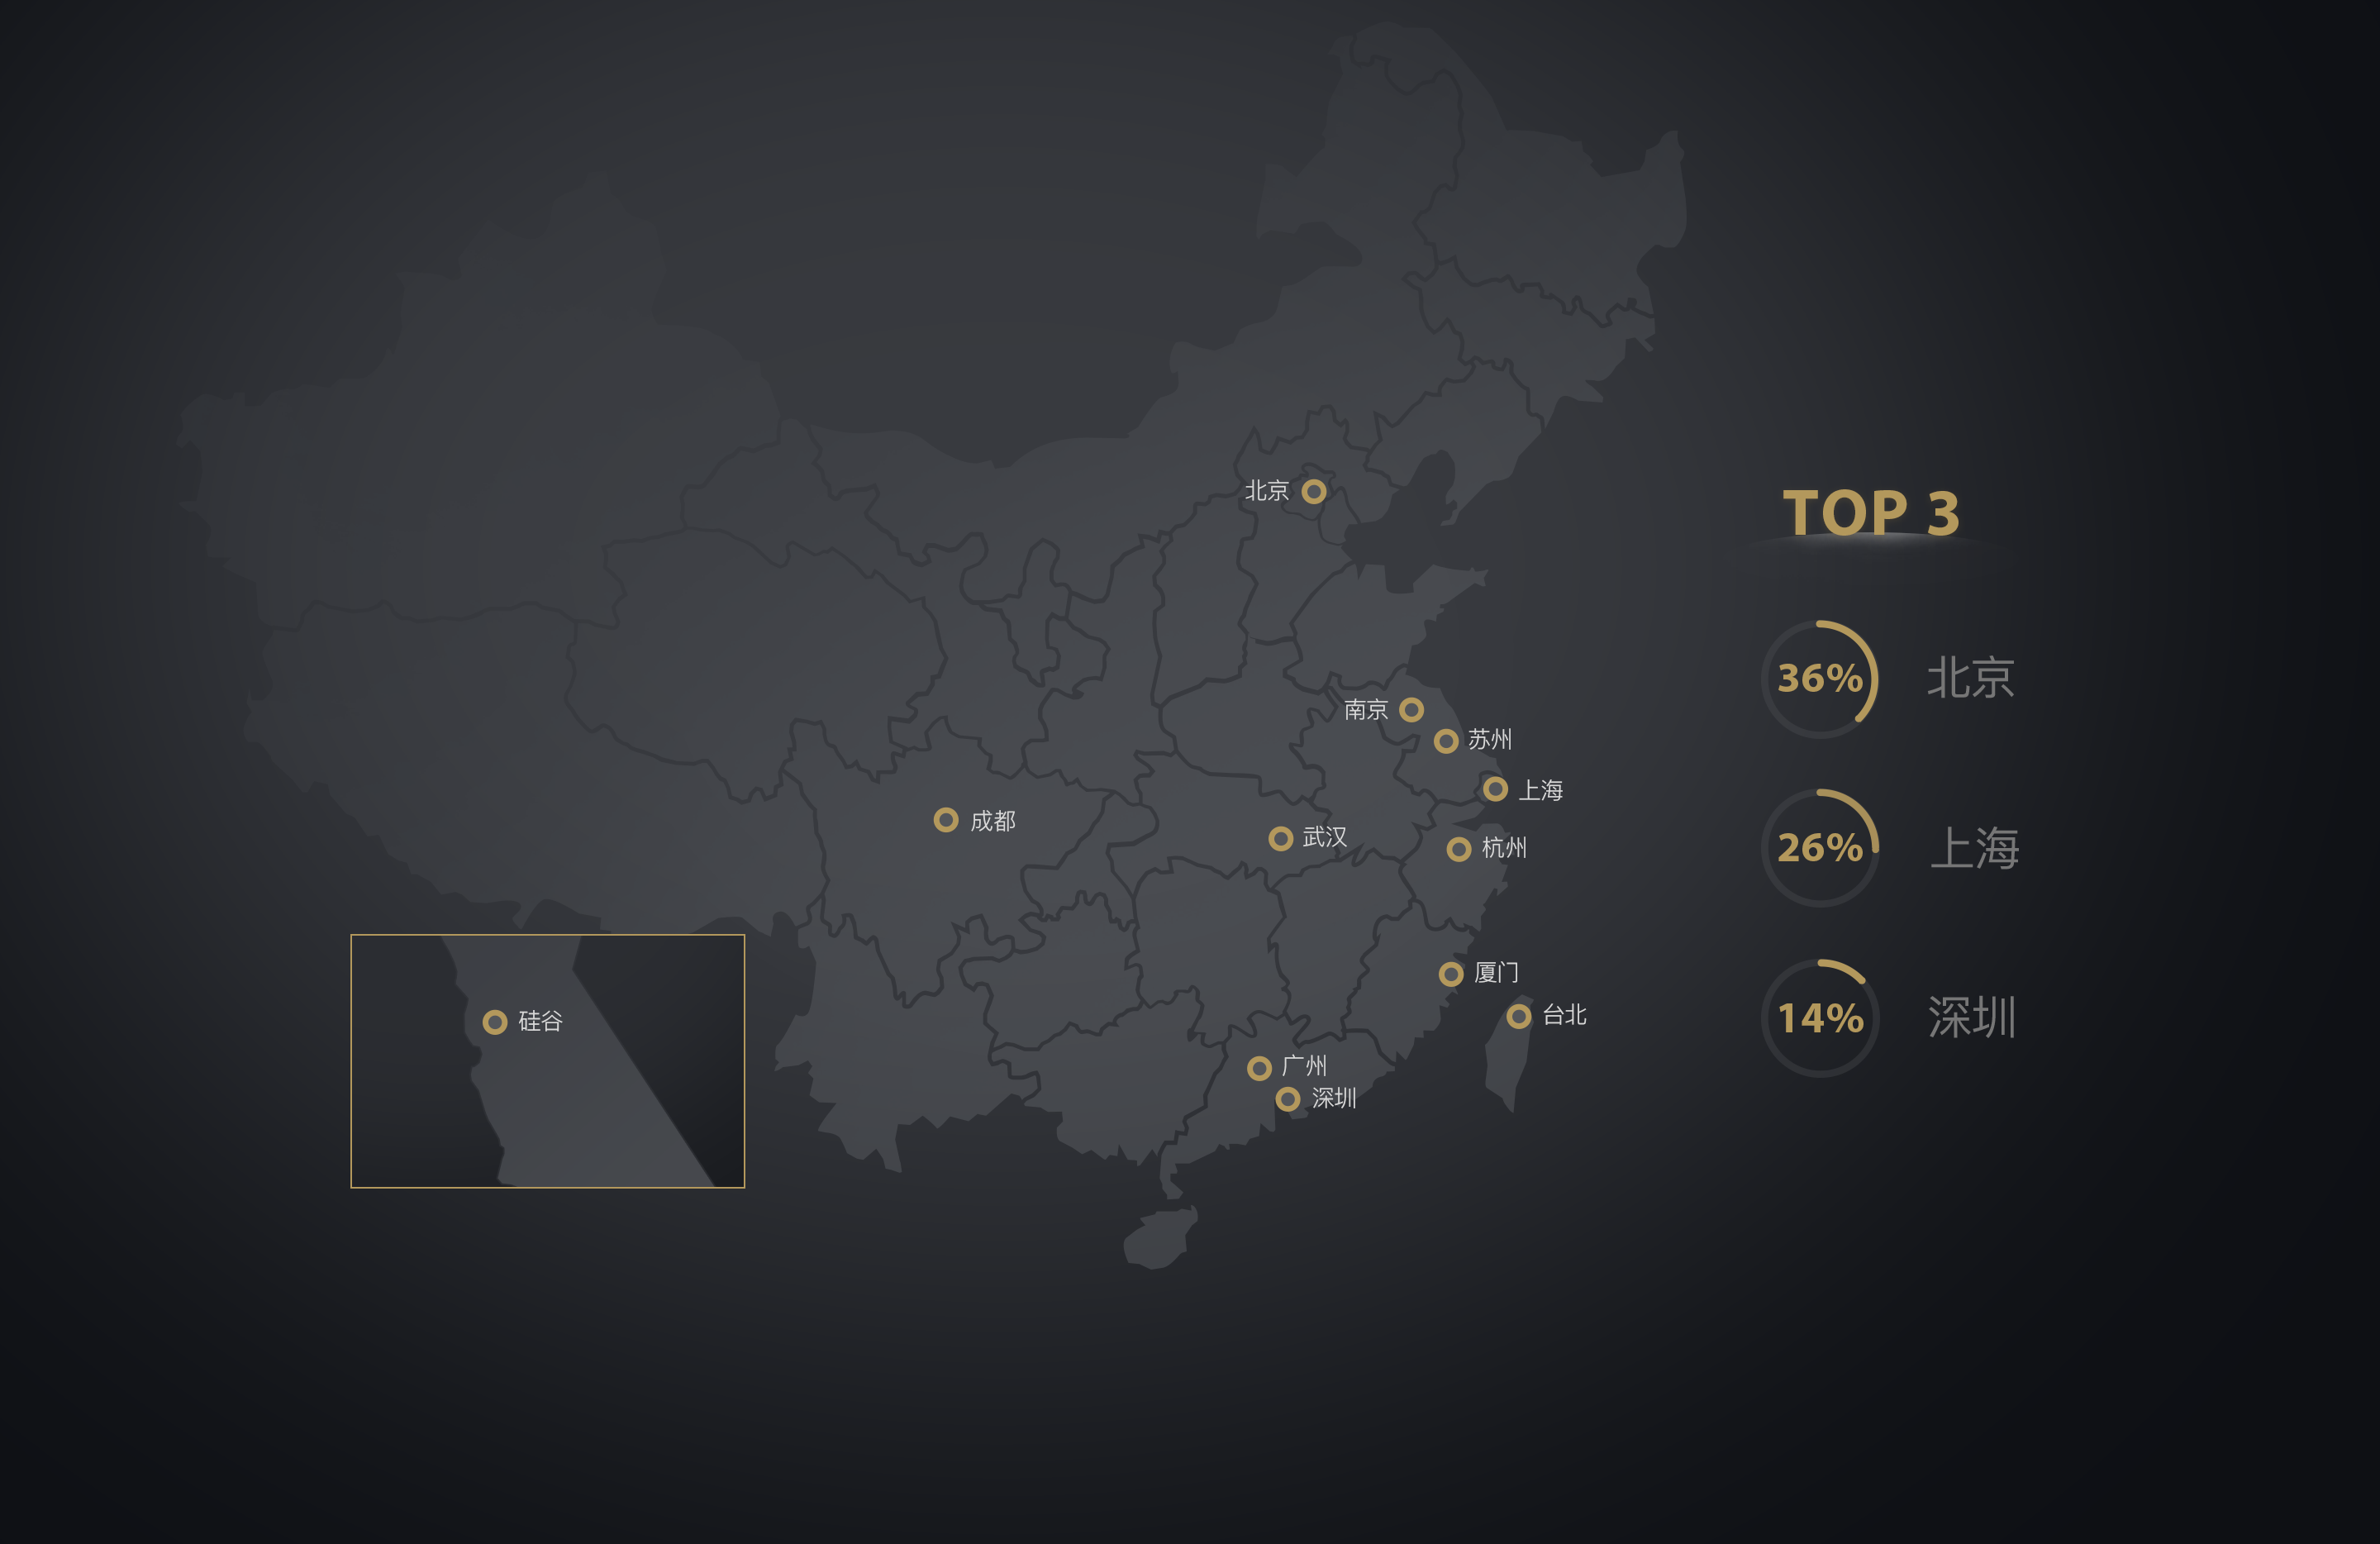 北京
南京
苏州
上海
成都
武汉
杭州
厦门
台北
硅谷
广州
深圳
TOP 3
36% 北京
26% 上海
14% 深圳